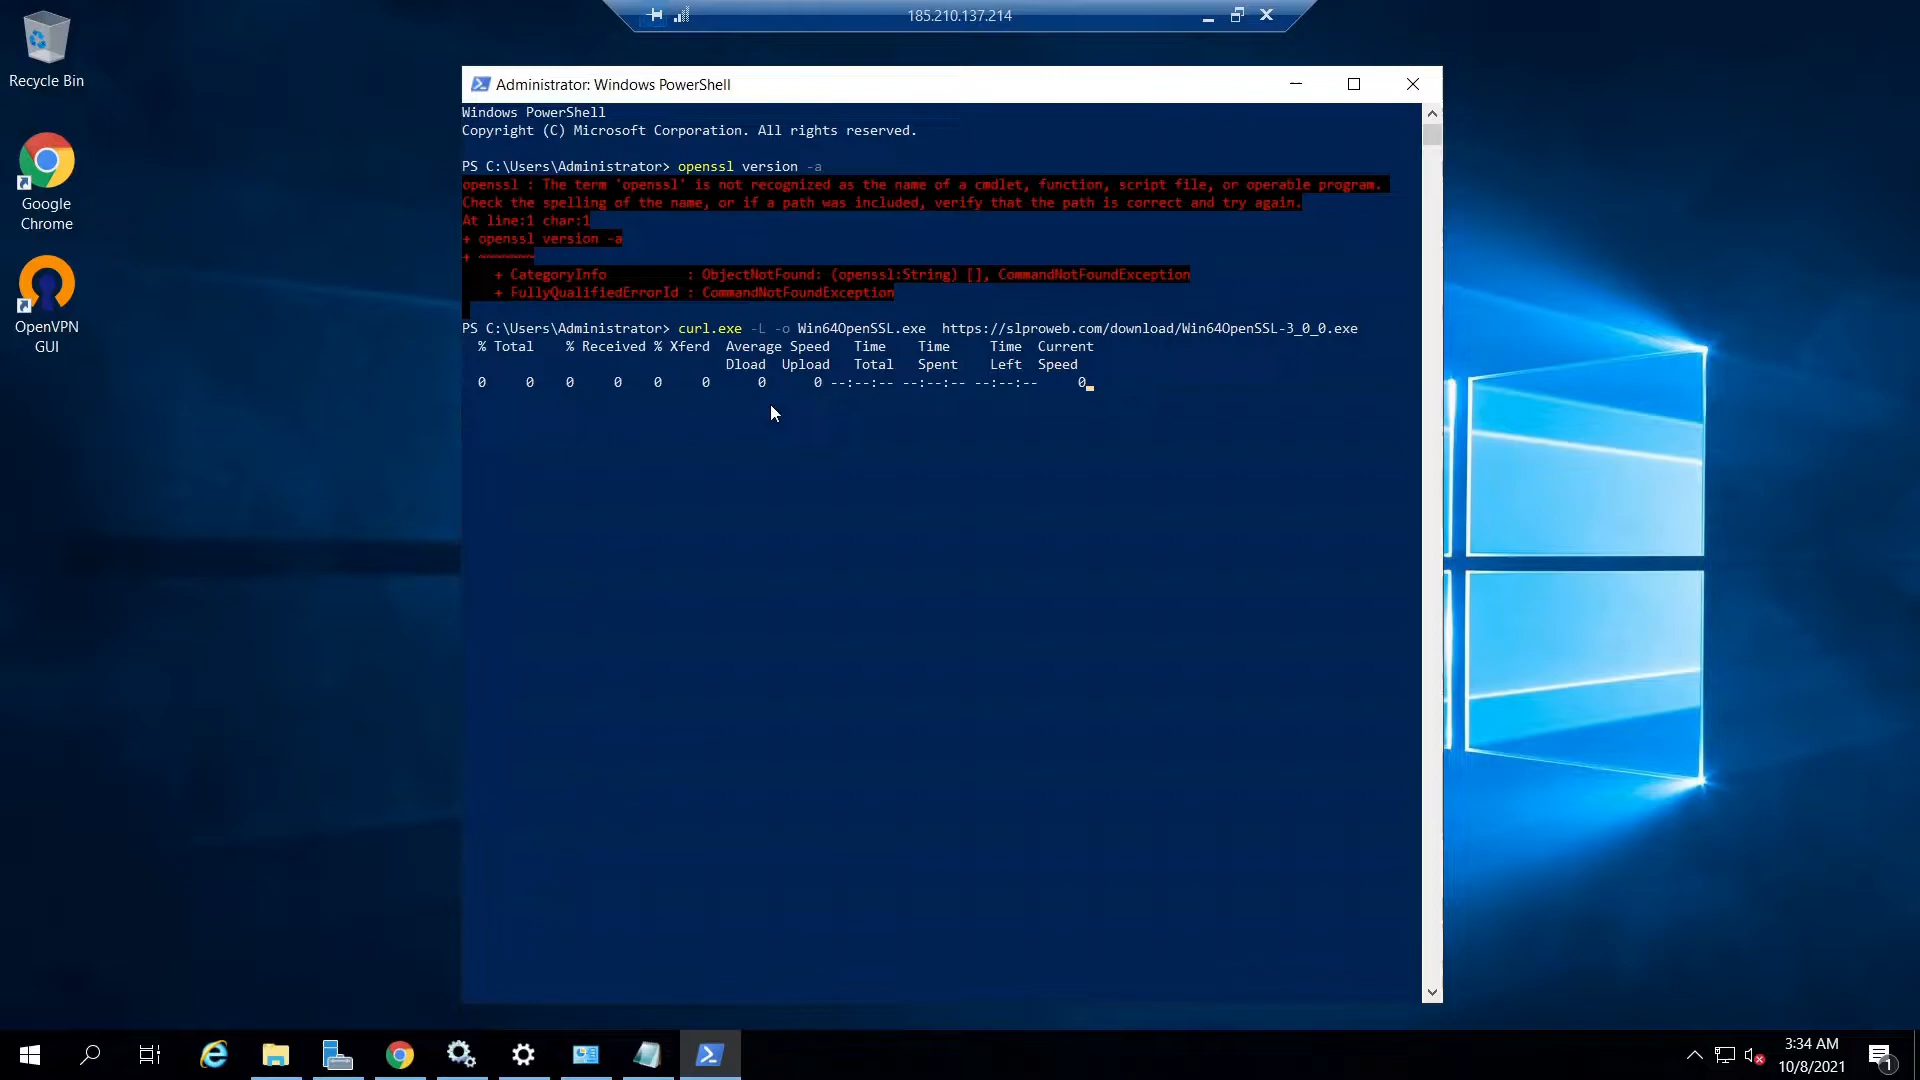 185.210.137.214
Recycle Bin
Google
Chrome
OpenVPN
GUI
Administrator: Windows PowerShell
Windows PowerShell
Copyright (C) Microsoft Corporation. All rights reserved.
PS C:\Users\Administrator> openssl version -a
openssl : The term 'openssl' is not recognized as the name of a cmdlet, function, script file, or operable program.
Check the spelling of the name, or if a path was included, verify that the path is correct and try again.
At line:1 char:1
+ openssl version -a
+ ~~~~~~~
+ CategoryInfo : ObjectNotFound: (openssl:String) [], CommandNotFoundException
+ FullyQualifiedErrorId : CommandNotFoundException
PS C:\Users\Administrator> curl.exe -L -o Win64OpenSSL.exe https://slproweb.com/download/Win64OpenSSL-3_0_0.exe
% Total % Received % Xferd Average Speed Time Time Time Current
Dload Upload Total Spent Left Speed
0 0 0 0 0 0 0 0 --:--:-- --:--:-- --:--:-- 0
3:34 AM
10/8/2021
1